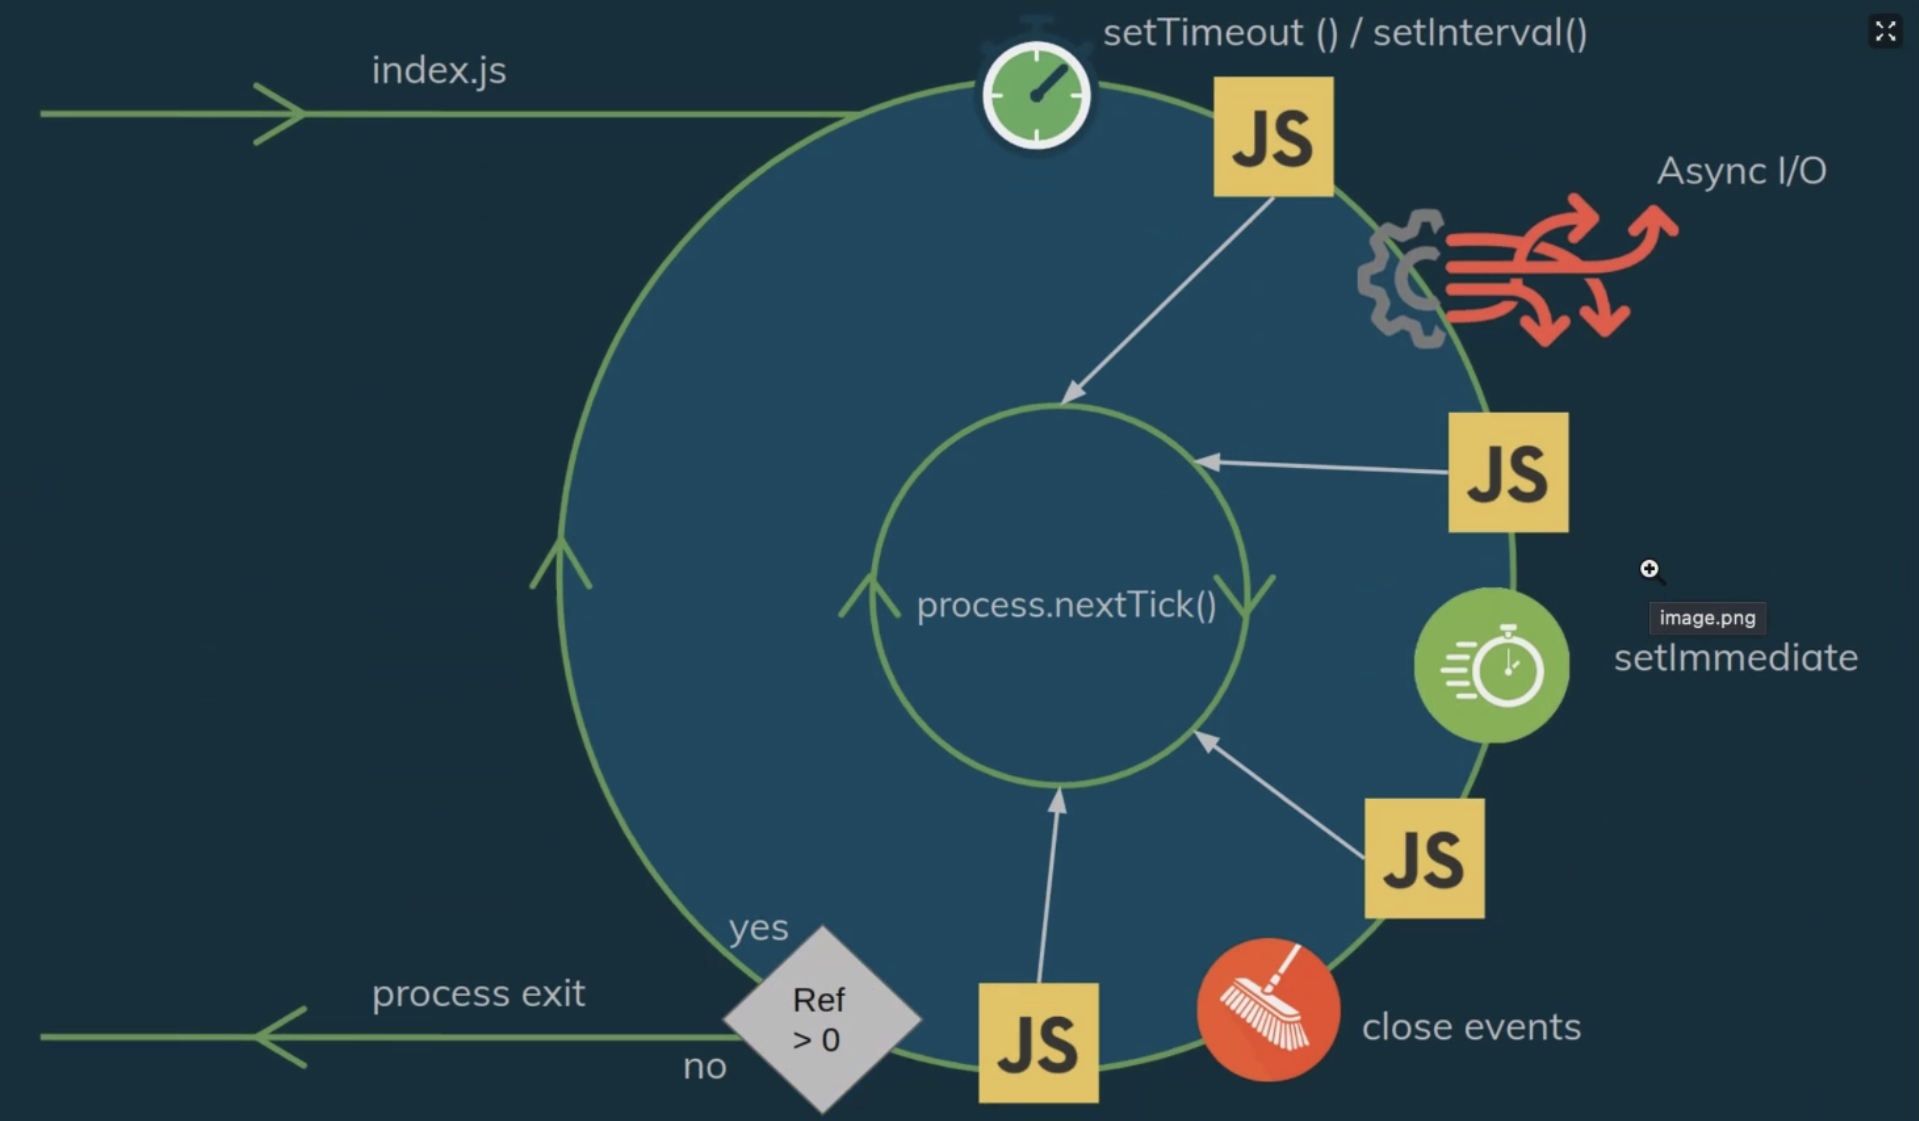 setTimeout () / setInterval()
index.js
JS
Async I/O
JS
process.nextTick()
image.png
setImmediate
JS
yes
process exit
Ref
> 0
no
JS
close events